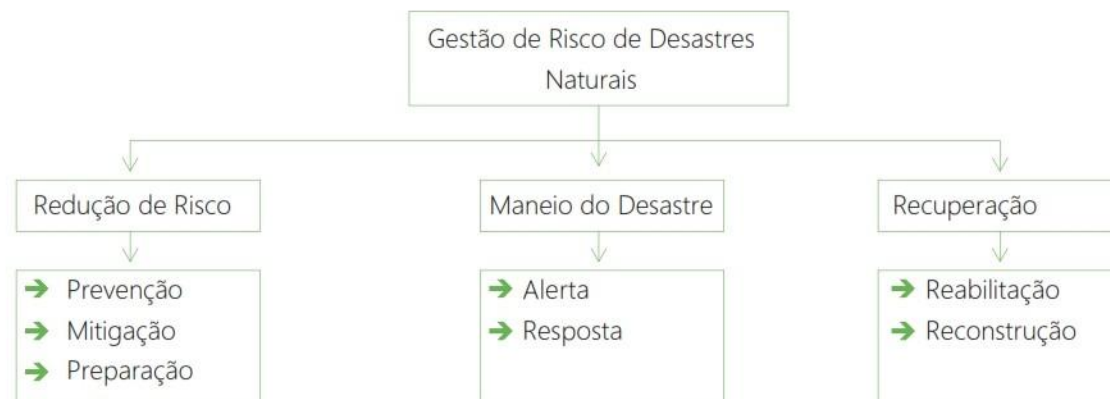 Gestão de Risco de Desastres
Naturais
Redução de Risco
Maneio do Desastre
Recuperação
Prevenção
Mitigação
Preparação
Alerta
Resposta
Reabilitação
Reconstrução